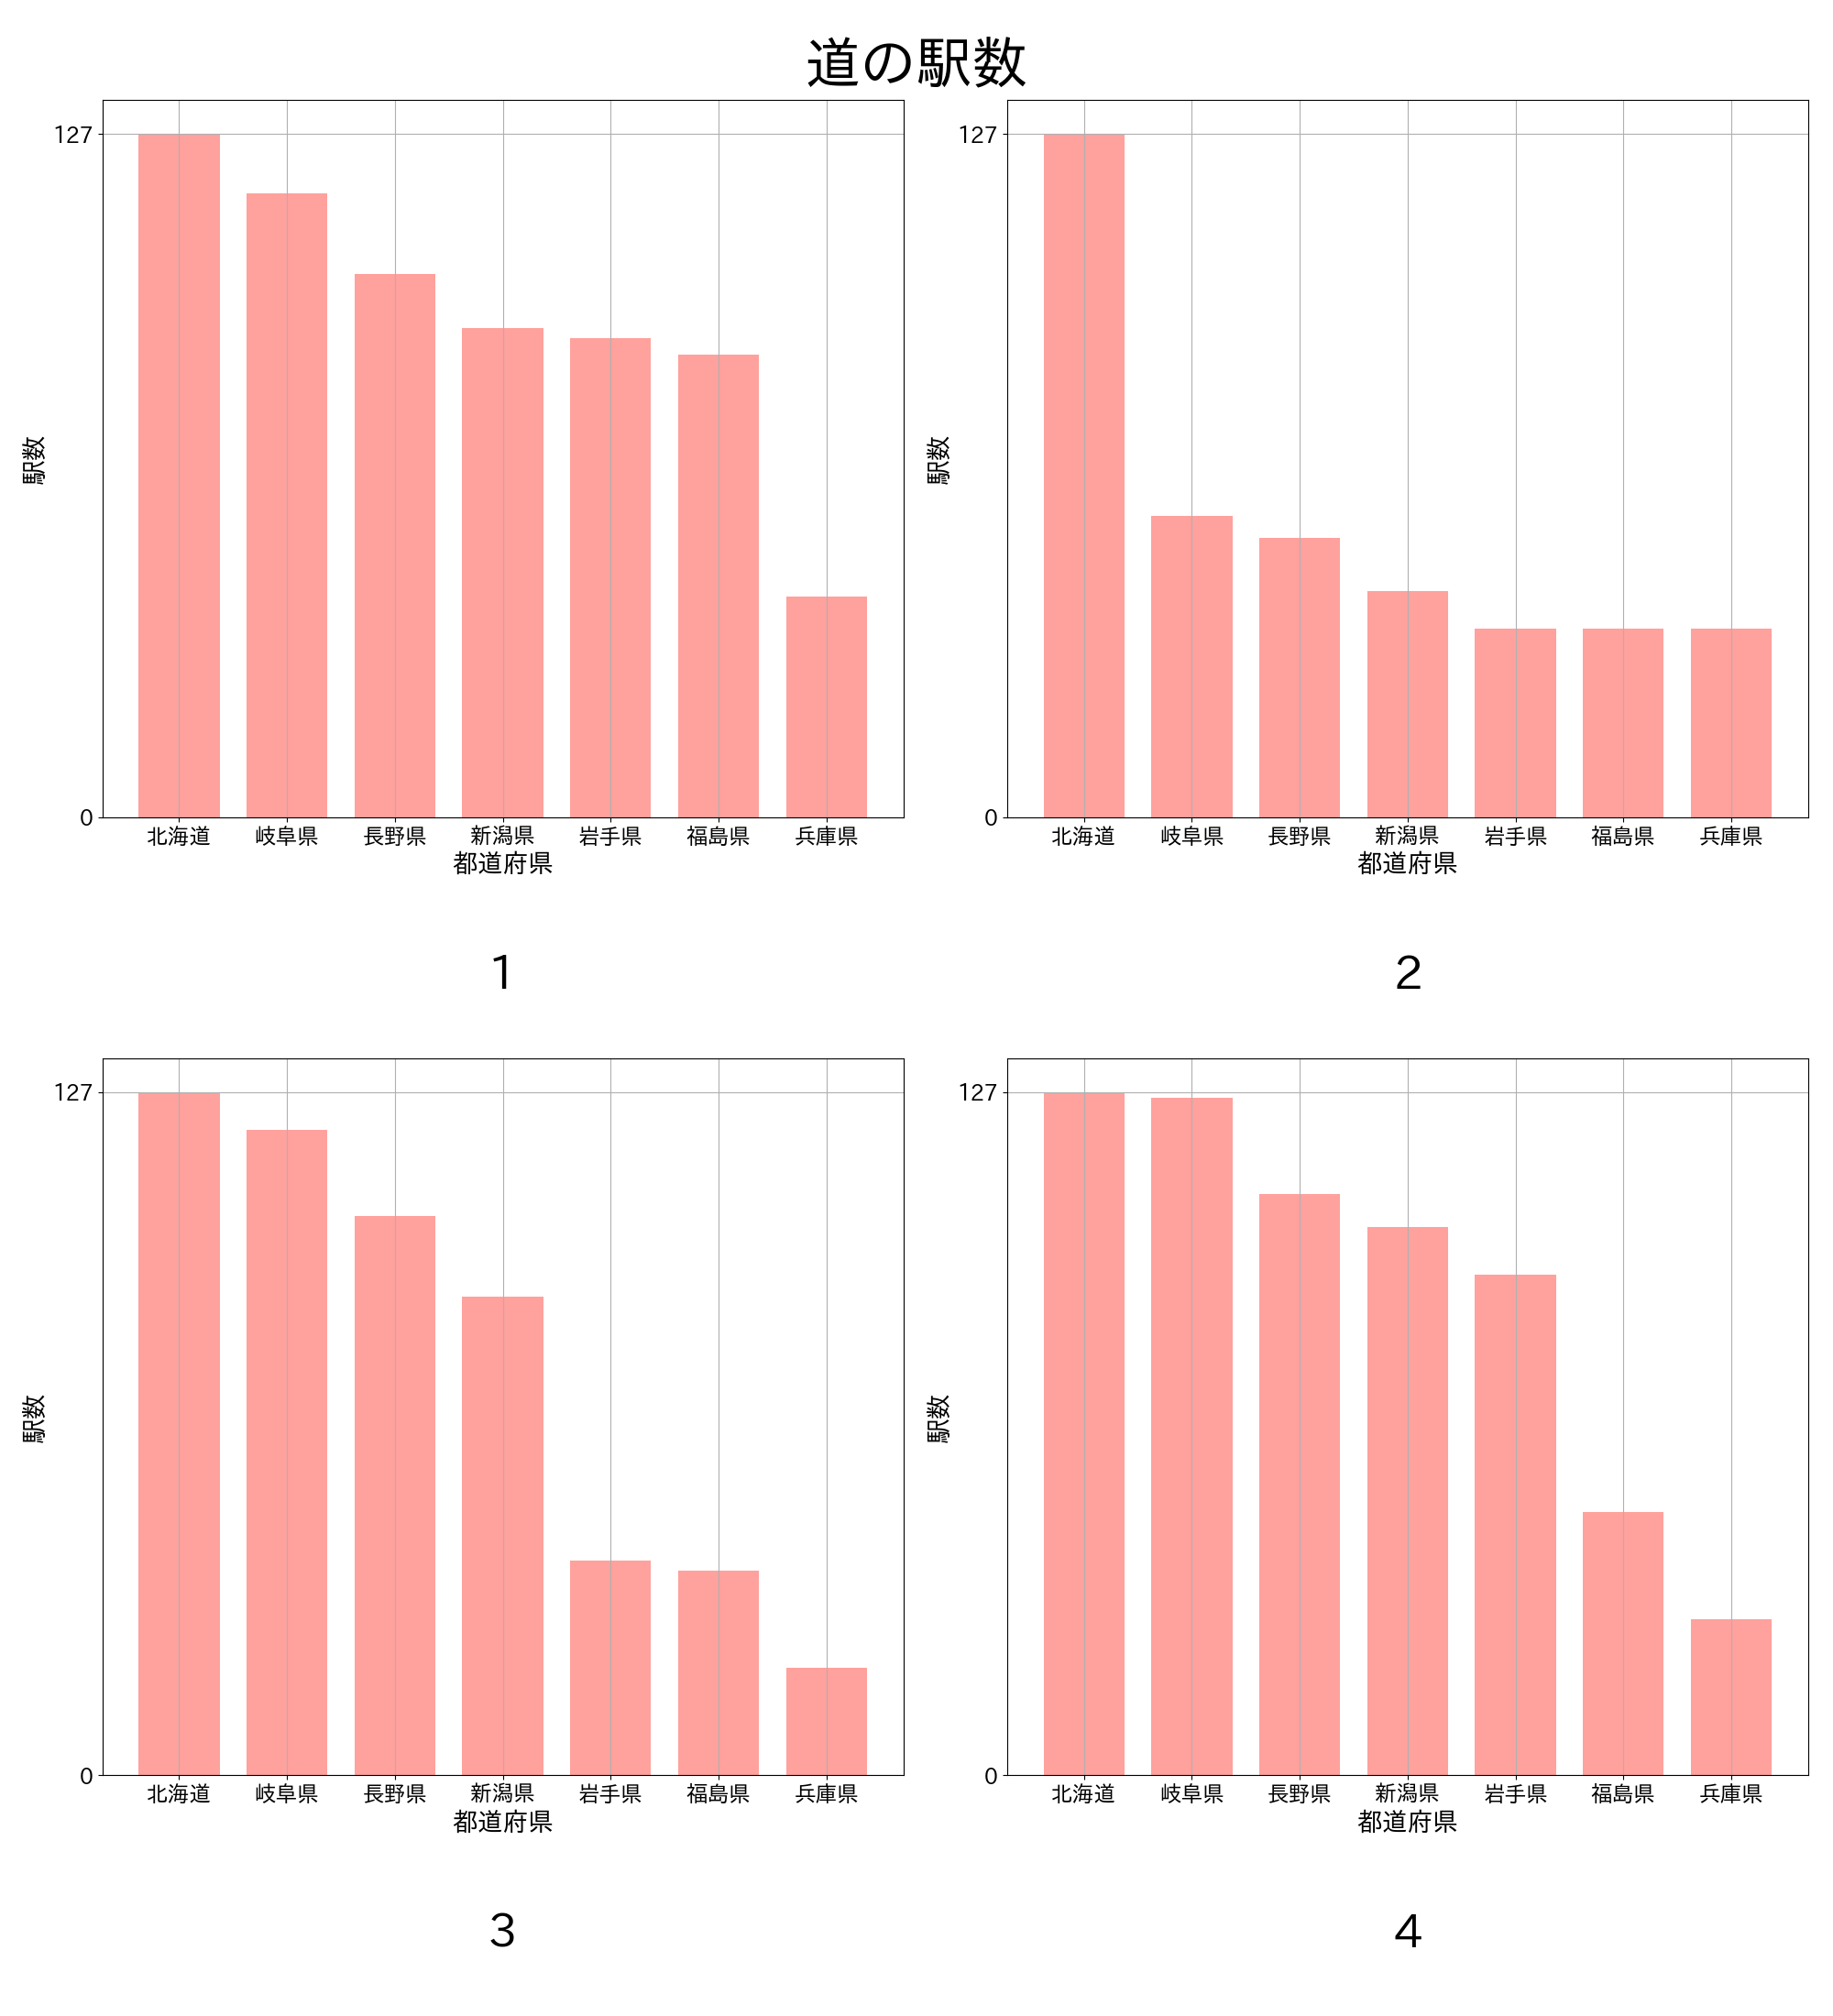 道の駅数
127
0
駅数
北海道 岐阜県 長野県 新潟県 岩手県 福島県 兵庫県
都道府県
1
127
0
駅数
北海道 岐阜県 長野県 新潟県 岩手県 福島県 兵庫県
都道府県
2
127
0
駅数
北海道 岐阜県 長野県 新潟県 岩手県 福島県 兵庫県
都道府県
3
127
0
駅数
北海道 岐阜県 長野県 新潟県 岩手県 福島県 兵庫県
都道府県
4